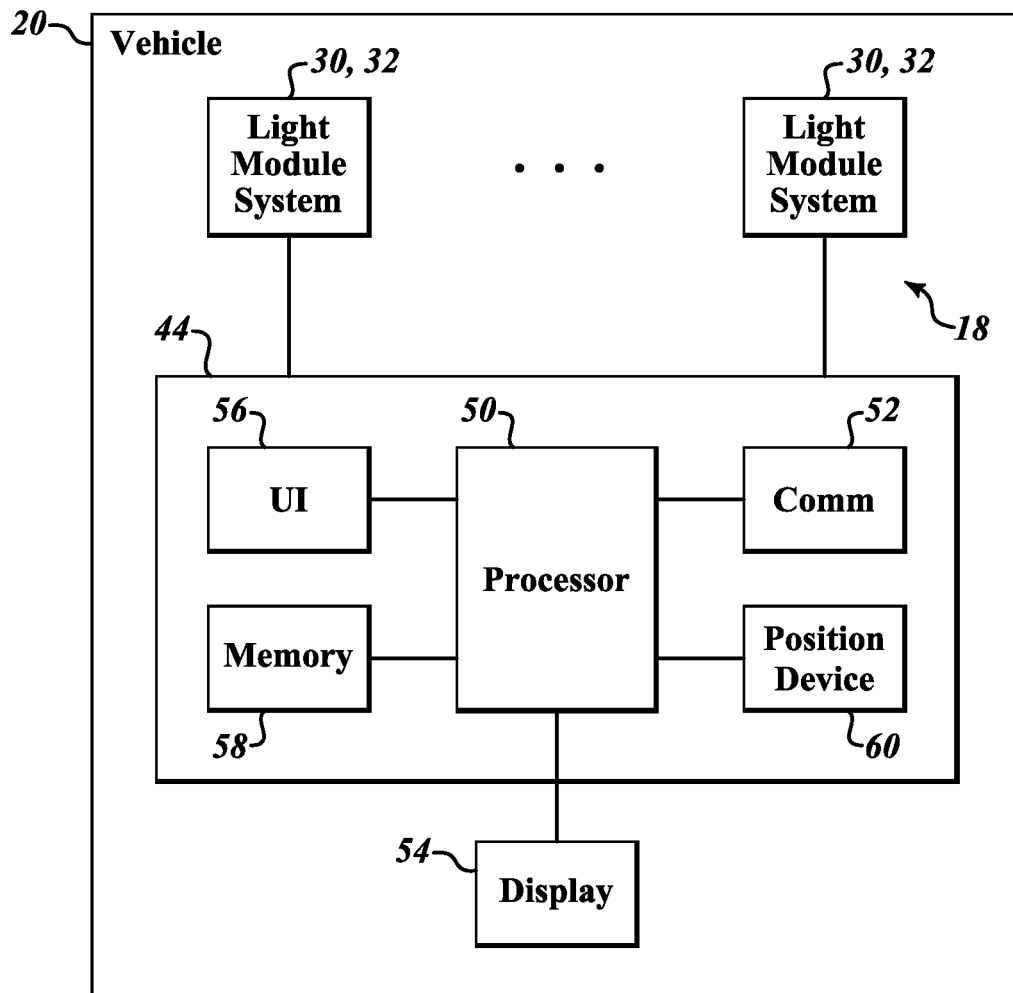 20
Vehicle
30, 32
30, 32
Light
Module
System
. . .
Light
Module
System
18
44
56
50
52
UI
Processor
Comm
Memory
Position
Device
58
60
54
Display